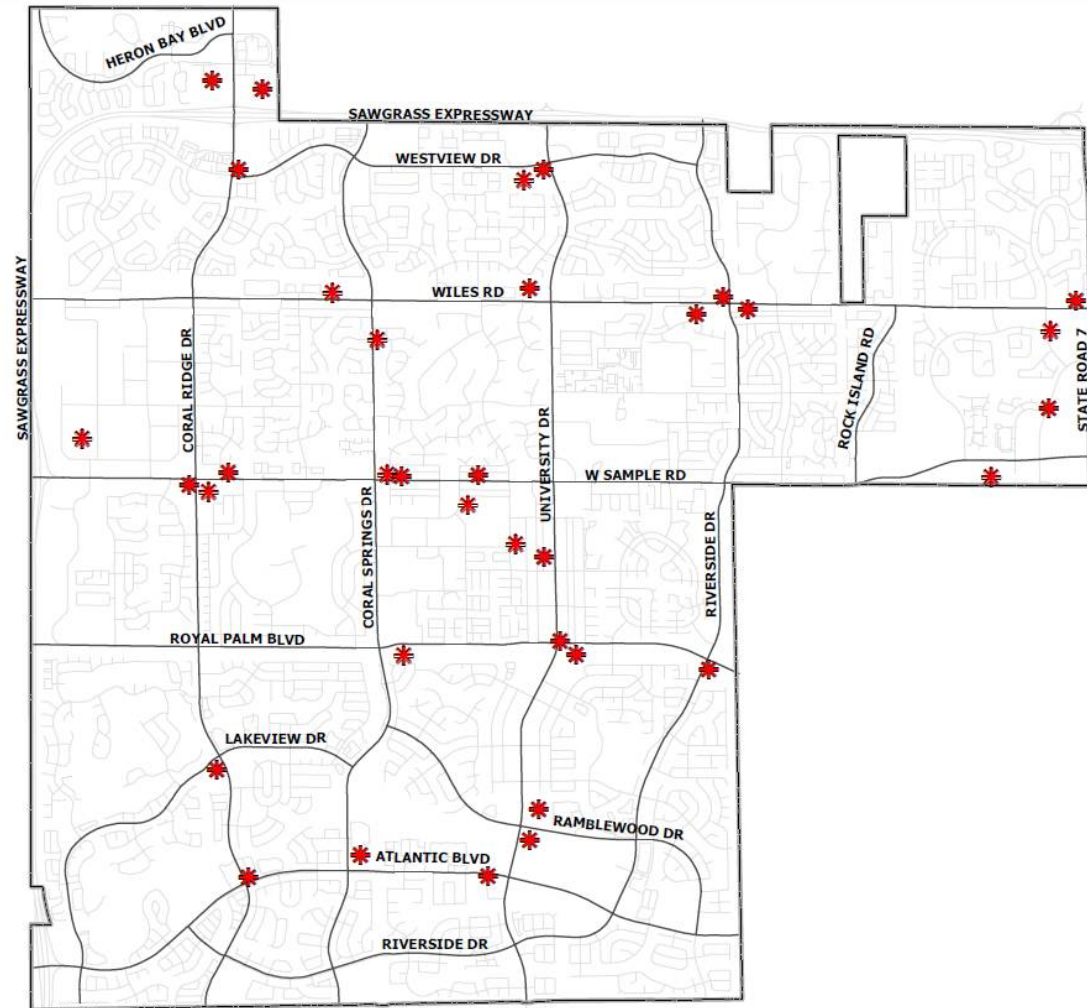 HERON BAY BLVD
SAWGRASS EXPRESSWAY
WESTVIEW DR
SAWGRASS EXPRESSWAY
WILES RD
CORAL RIDGE DR
ROCK ISLAND RD
STATE ROAD 7
UNIVERSITY DR
W SAMPLE RD
CORAL SPRINGS DR
RIVERSIDE DR
ROYAL PALM BLVD
LAKEVIEW DR
RAMBLEWOOD DR
ATLANTIC BLVD
RIVERSIDE DR